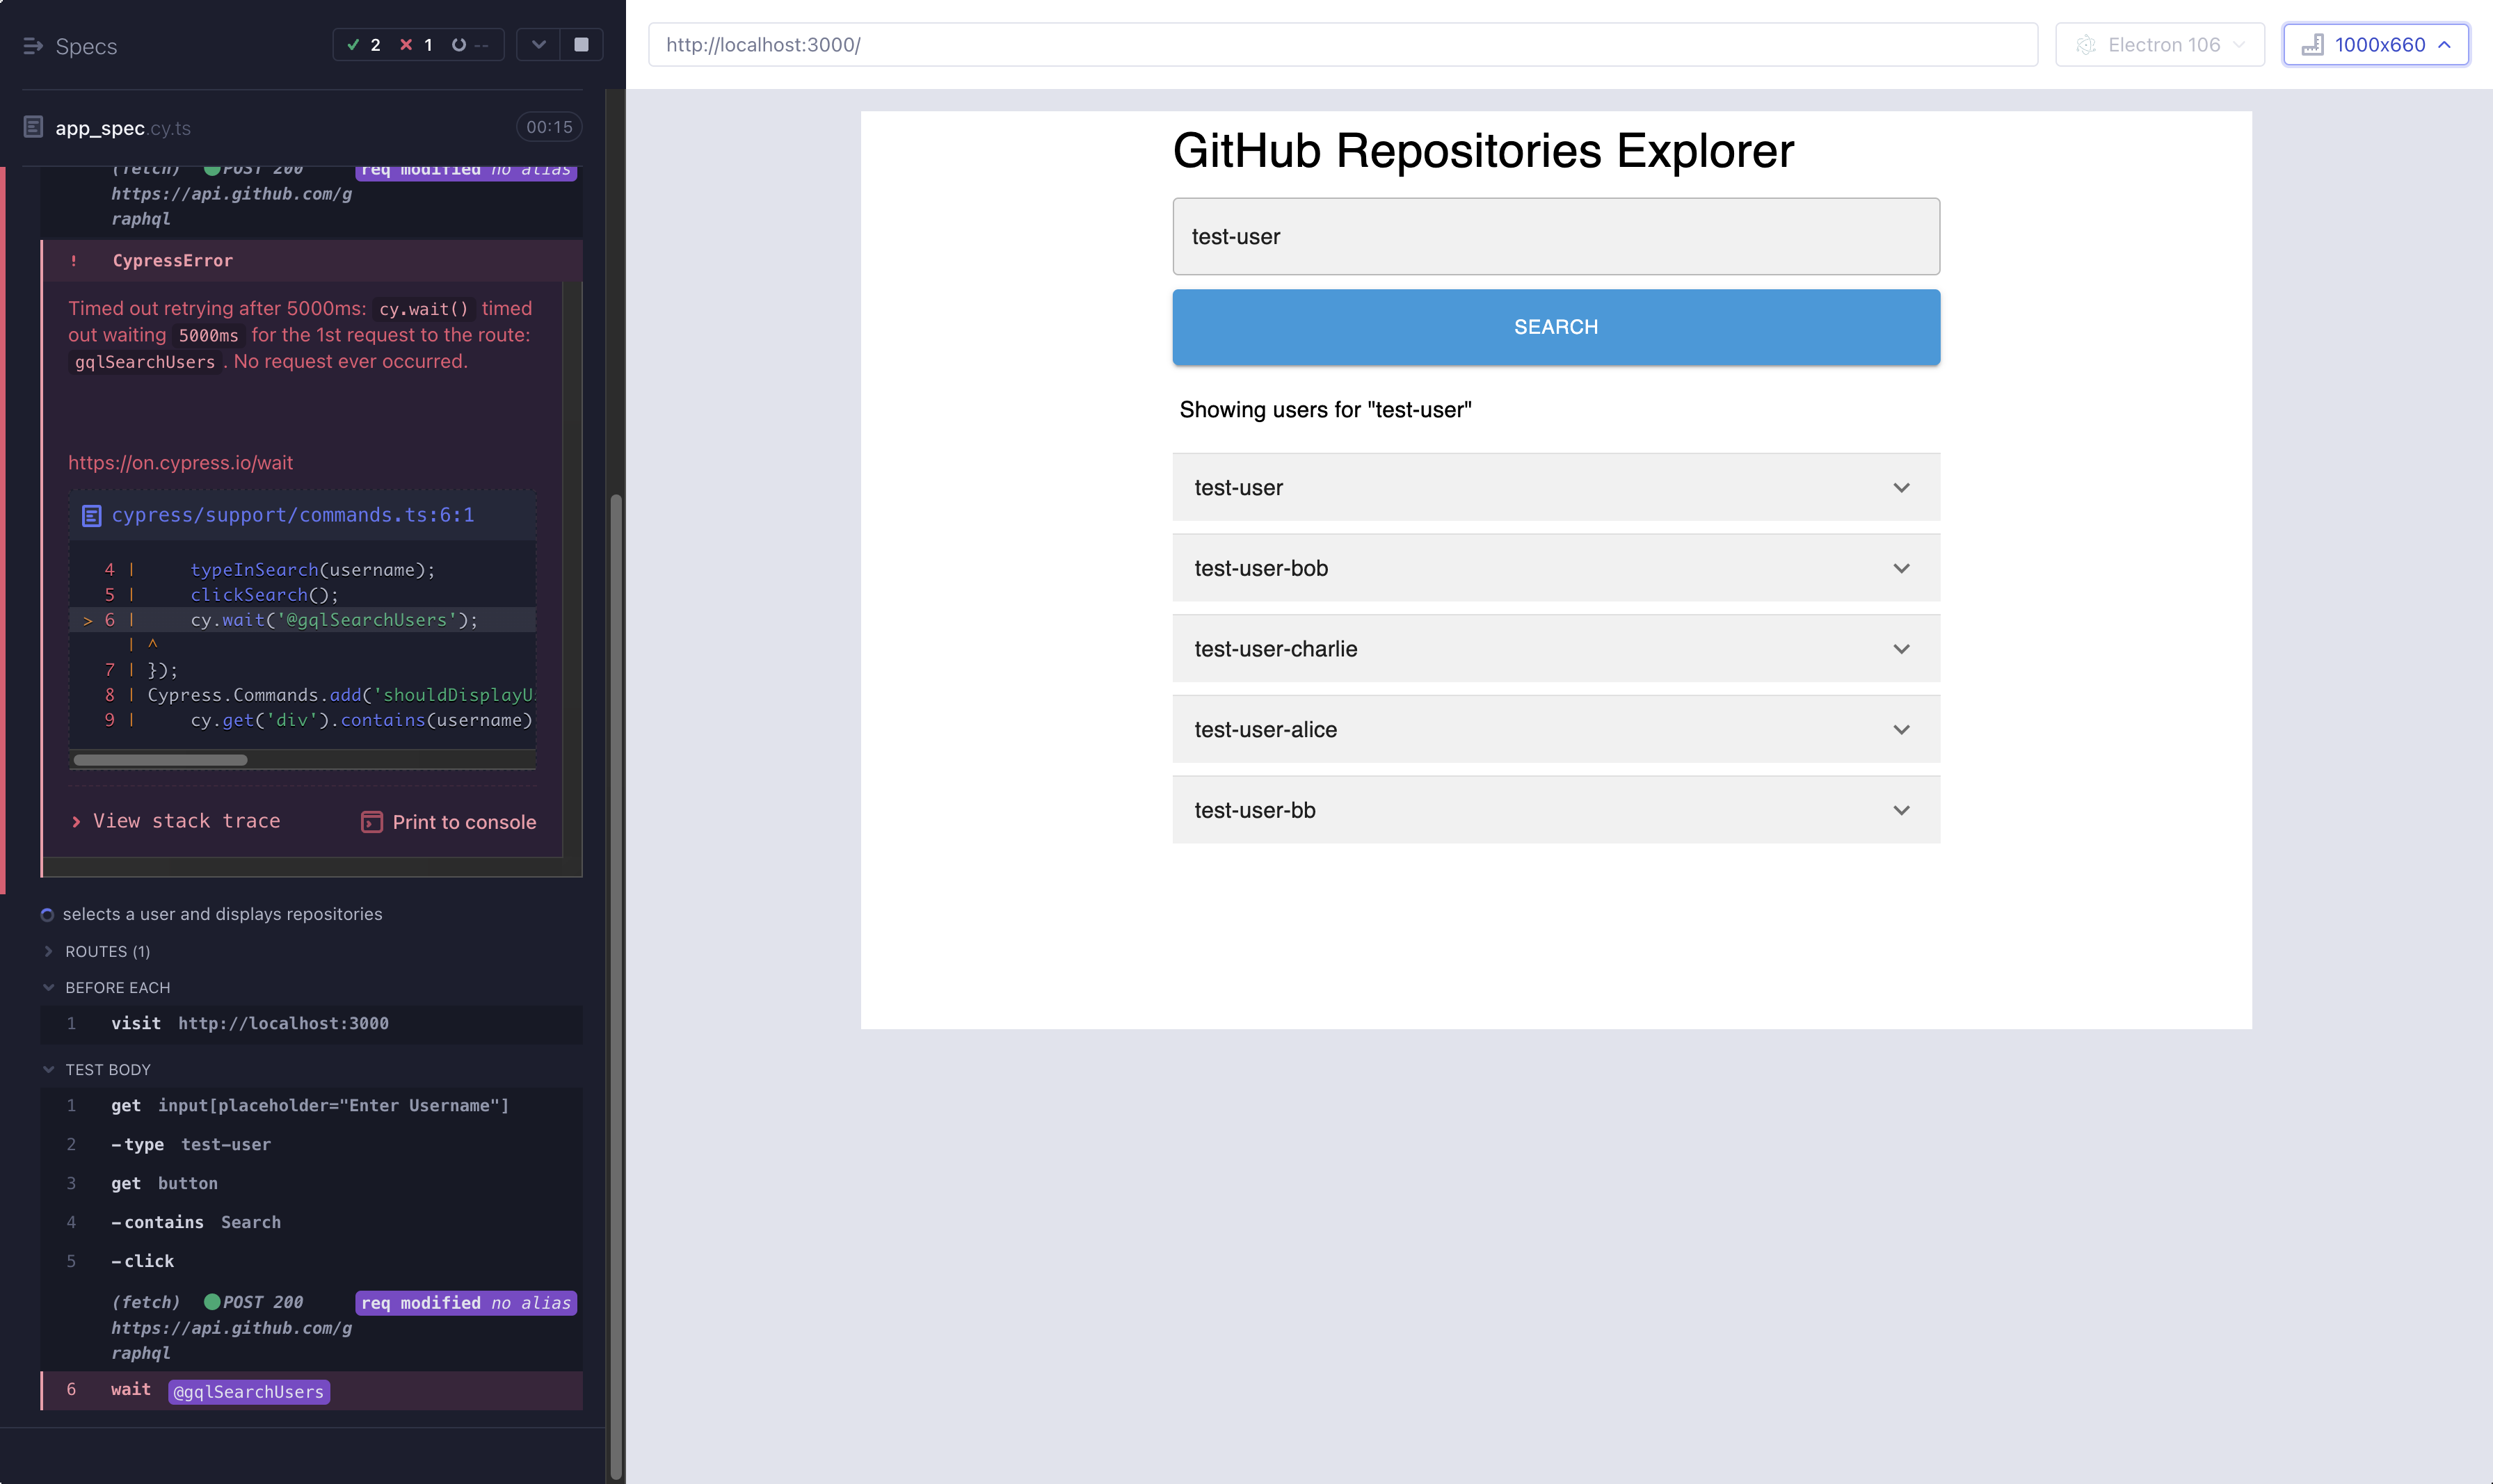 Specs
2 1 --
app_spec.cy.ts 00:15
(fetch) POST 200 req modified no alias
https://api.github.com/g
raphql
! CypressError
Timed out retrying after 5000ms: cy.wait() timed
out waiting 5000ms for the 1st request to the route:
gqlSearchUsers . No request ever occurred.
https://on.cypress.io/wait
cypress/support/commands.ts:6:1
4 | typeInSearch(username);
5 | clickSearch();
> 6 | cy.wait('@gqlSearchUsers');
| ^
7 | });
8 | Cypress.Commands.add('shouldDisplayU
9 | cy.get('div').contains(username)
> View stack trace Print to console
selects a user and displays repositories
ROUTES (1)
BEFORE EACH
1 visit http://localhost:3000
TEST BODY
1 get input[placeholder="Enter Username"]
2 -type test-user
3 get button
4 -contains Search
5 -click
(fetch) POST 200 req modified no alias
https://api.github.com/g
raphql
6 wait @gqlSearchUsers
http://localhost:3000/ Electron 106 1000x660
GitHub Repositories Explorer
test-user
SEARCH
Showing users for "test-user"
test-user
test-user-bob
test-user-charlie
test-user-alice
test-user-bb